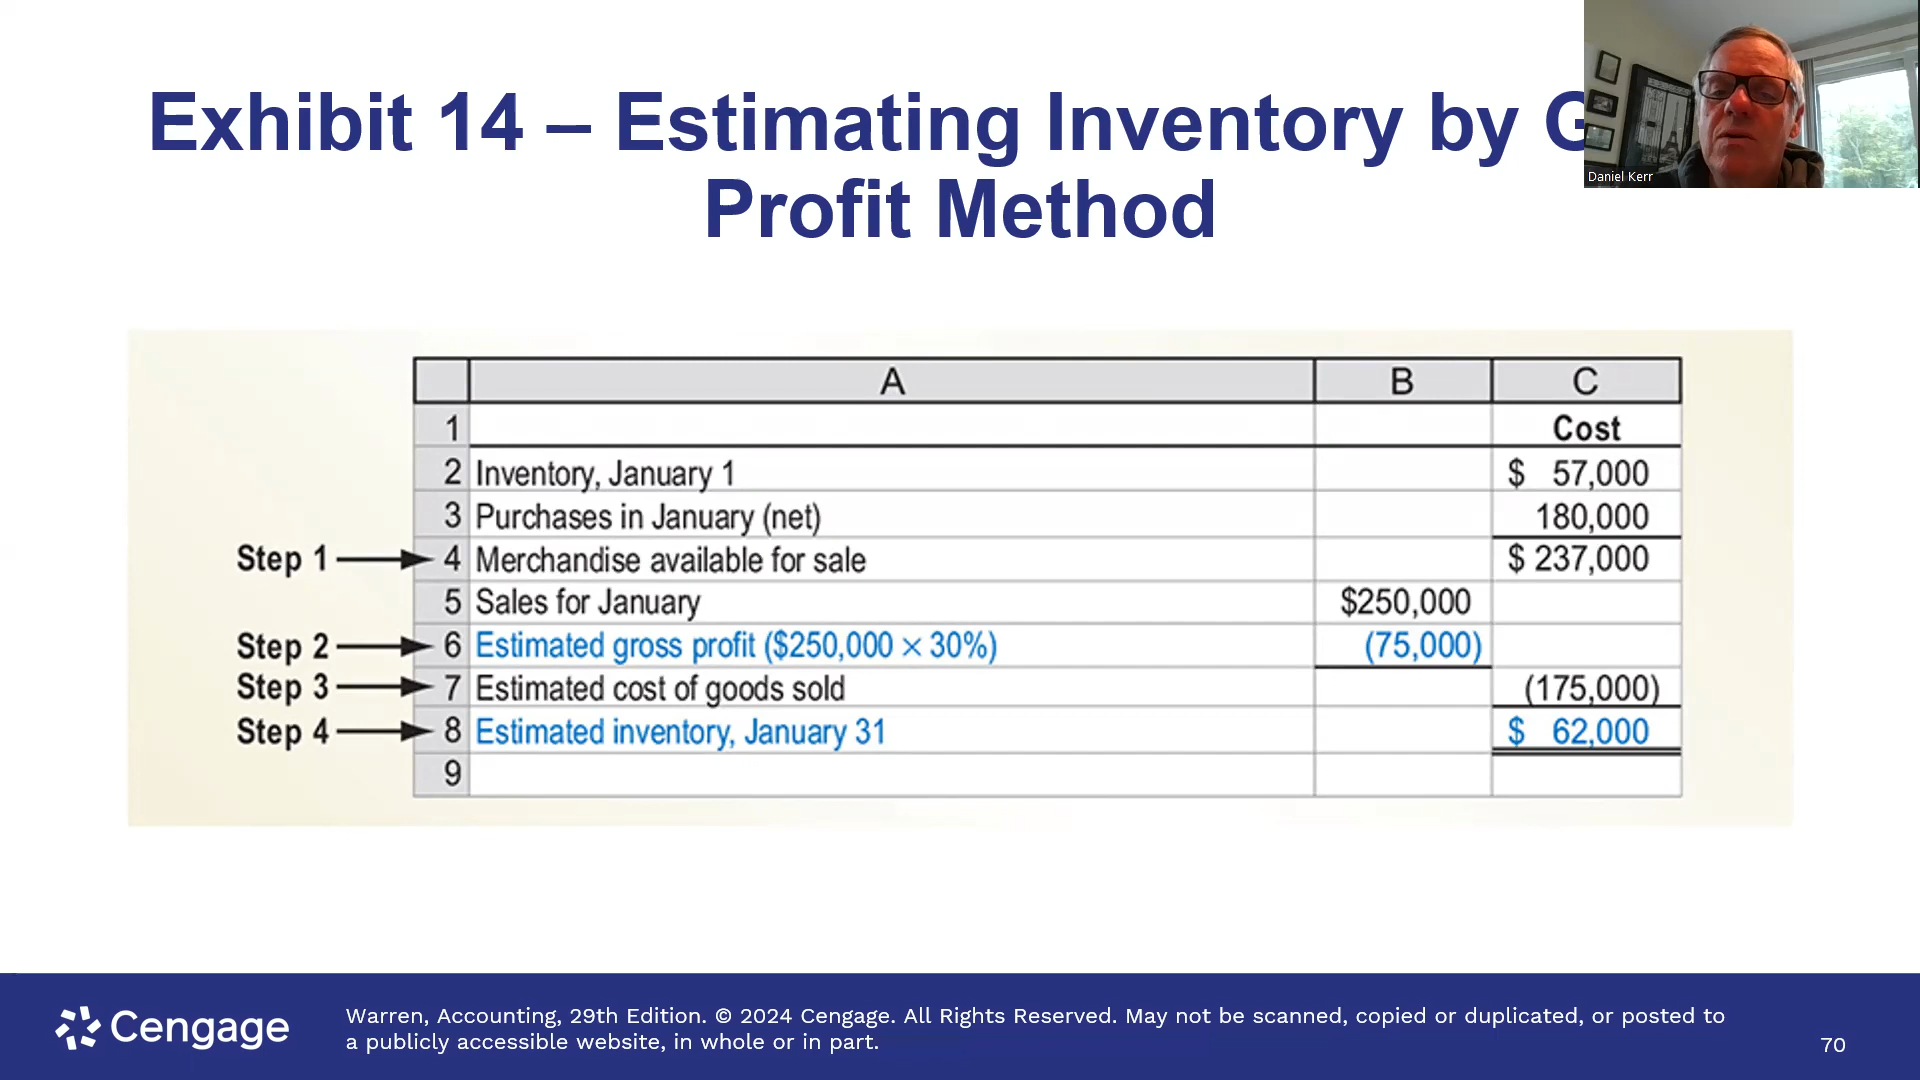 Exhibit 14 – Estimating Inventory by G
Profit Method
Daniel Kerr
A B C
1 Cost
2 Inventory, January 1 $ 57,000
3 Purchases in January (net) 180,000
Step 1 4 Merchandise available for sale $ 237,000
5 Sales for January $250,000
Step 2 6 Estimated gross profit ($250,000 × 30%) (75,000)
Step 3 7 Estimated cost of goods sold (175,000)
Step 4 8 Estimated inventory, January 31 $ 62,000
9
Cengage
Warren, Accounting, 29th Edition. © 2024 Cengage. All Rights Reserved. May not be scanned, copied or duplicated, or posted to
a publicly accessible website, in whole or in part.
70